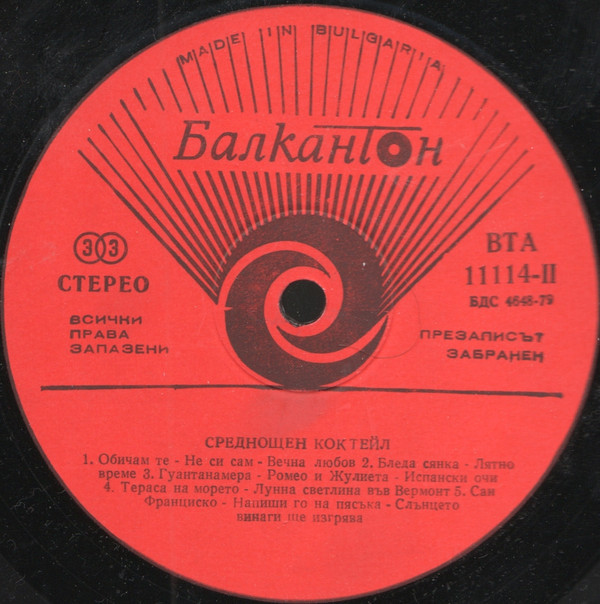 MADE IN BULGARIA
Балкантон
33
СТЕРЕО
ВСИЧКИ
ПРАВА
ЗАПАЗЕНИ
ВТА
11114-II
БДС 4648-79
ПРЕЗАПИСЪТ
ЗАБРАНЕН
СРЕДНОЩЕН КОКТЕЙЛ
1. Обичам те - Не си сам - Вечна любов 2. Бледа сянка - Лятно
време 3. Гуантанамера - Ромео и Жулиета - Испански очи
4. Тераса на морето - Лунна светлина във Вермонт 5. Сан
Франциско - Напиши го на пясъка - Слънцето
винаги ще изгрява